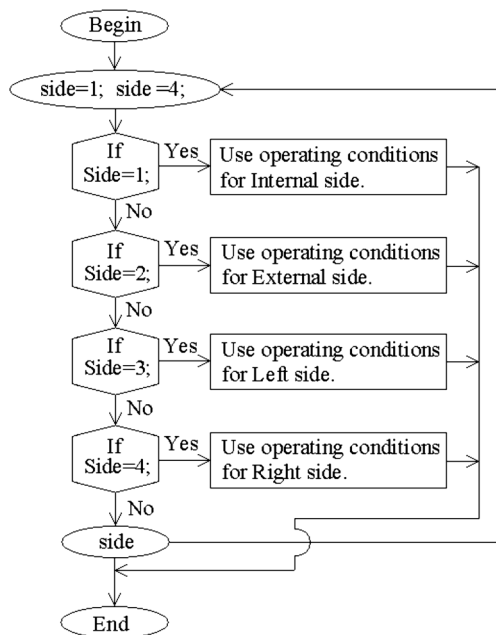 Begin
side=1; side =4;
If
Side=1;
Yes
Use operating conditions
for Internal side.
No
If
Side=2;
Yes
Use operating conditions
for External side.
No
If
Side=3;
Yes
Use operating conditions
for Left side.
No
If
Side=4;
Yes
Use operating conditions
for Right side.
No
side
End